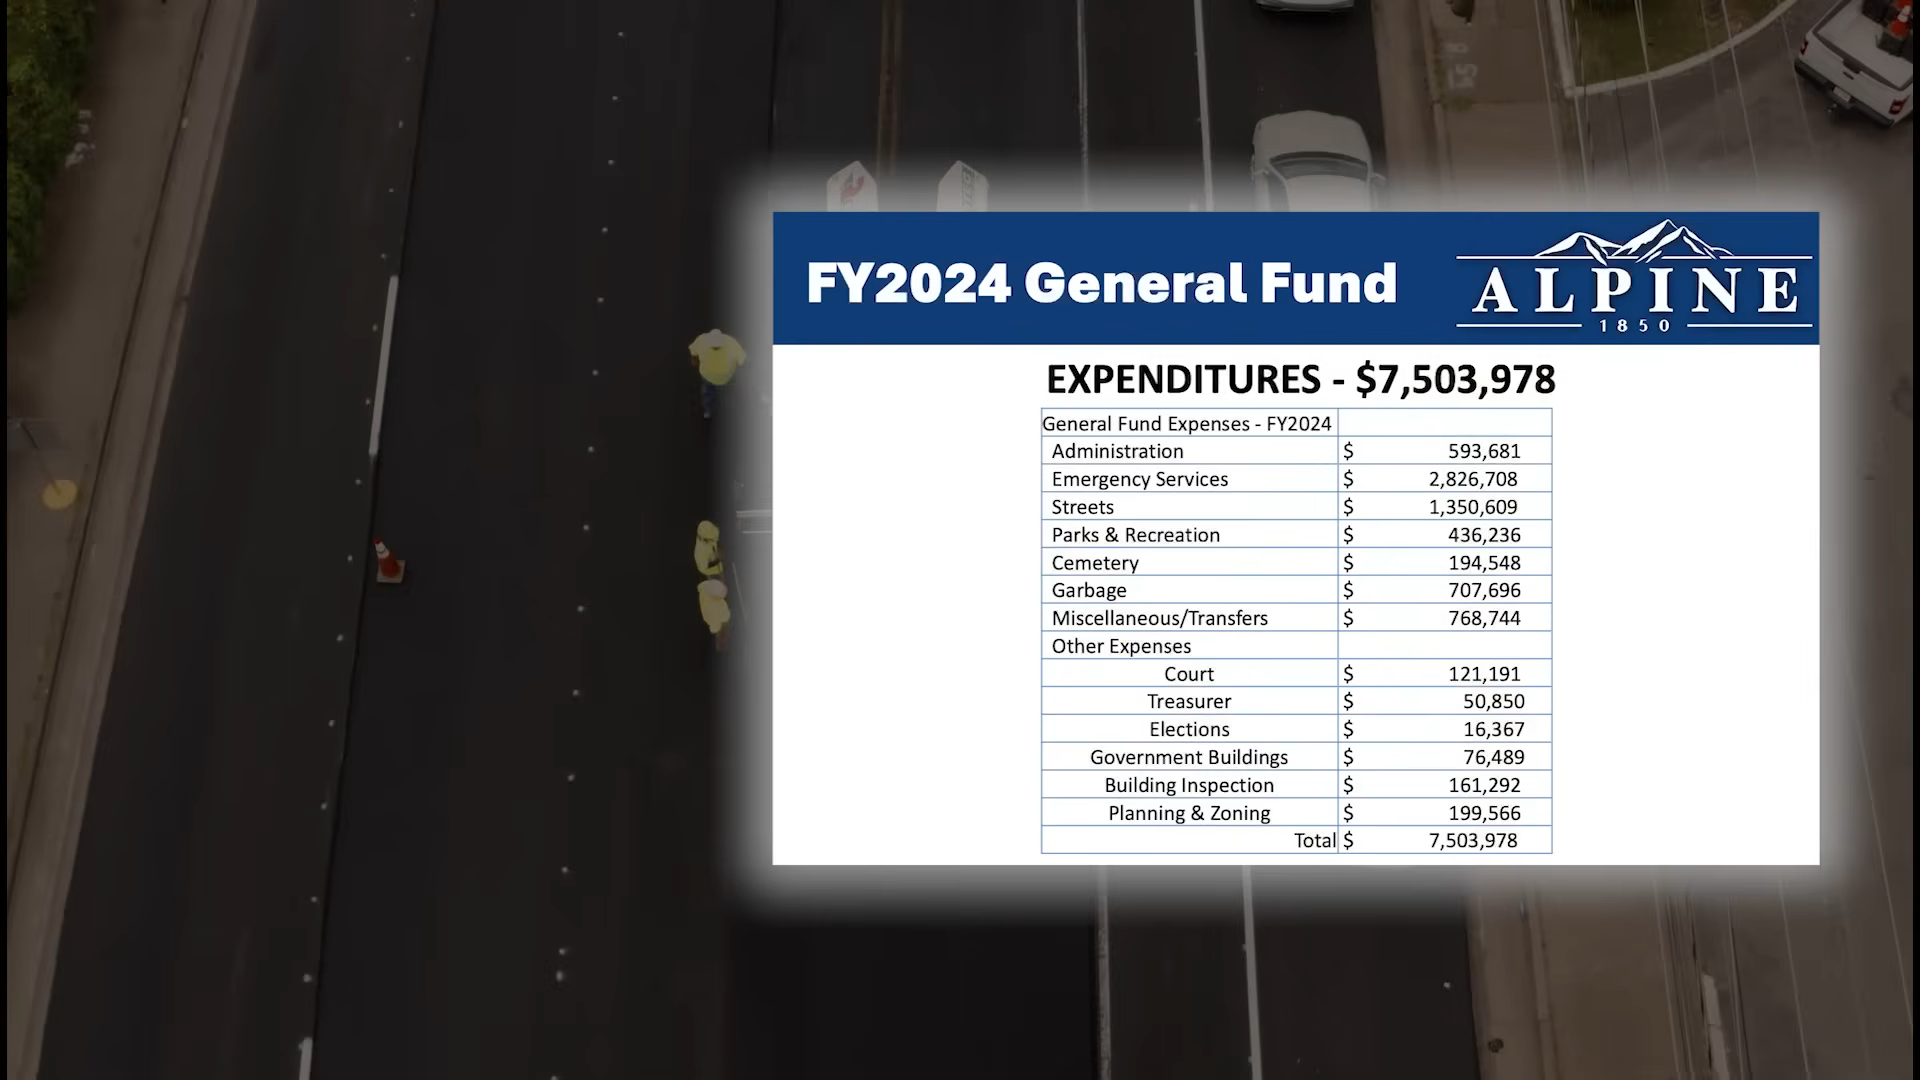 FY2024 General Fund
ALPINE
1850
EXPENDITURES - $7,503,978
General Fund Expenses - FY2024
Administration $ 593,681
Emergency Services $ 2,826,708
Streets $ 1,350,609
Parks & Recreation $ 436,236
Cemetery $ 194,548
Garbage $ 707,696
Miscellaneous/Transfers $ 768,744
Other Expenses
Court $ 121,191
Treasurer $ 50,850
Elections $ 16,367
Government Buildings $ 76,489
Building Inspection $ 161,292
Planning & Zoning $ 199,566
Total $ 7,503,978